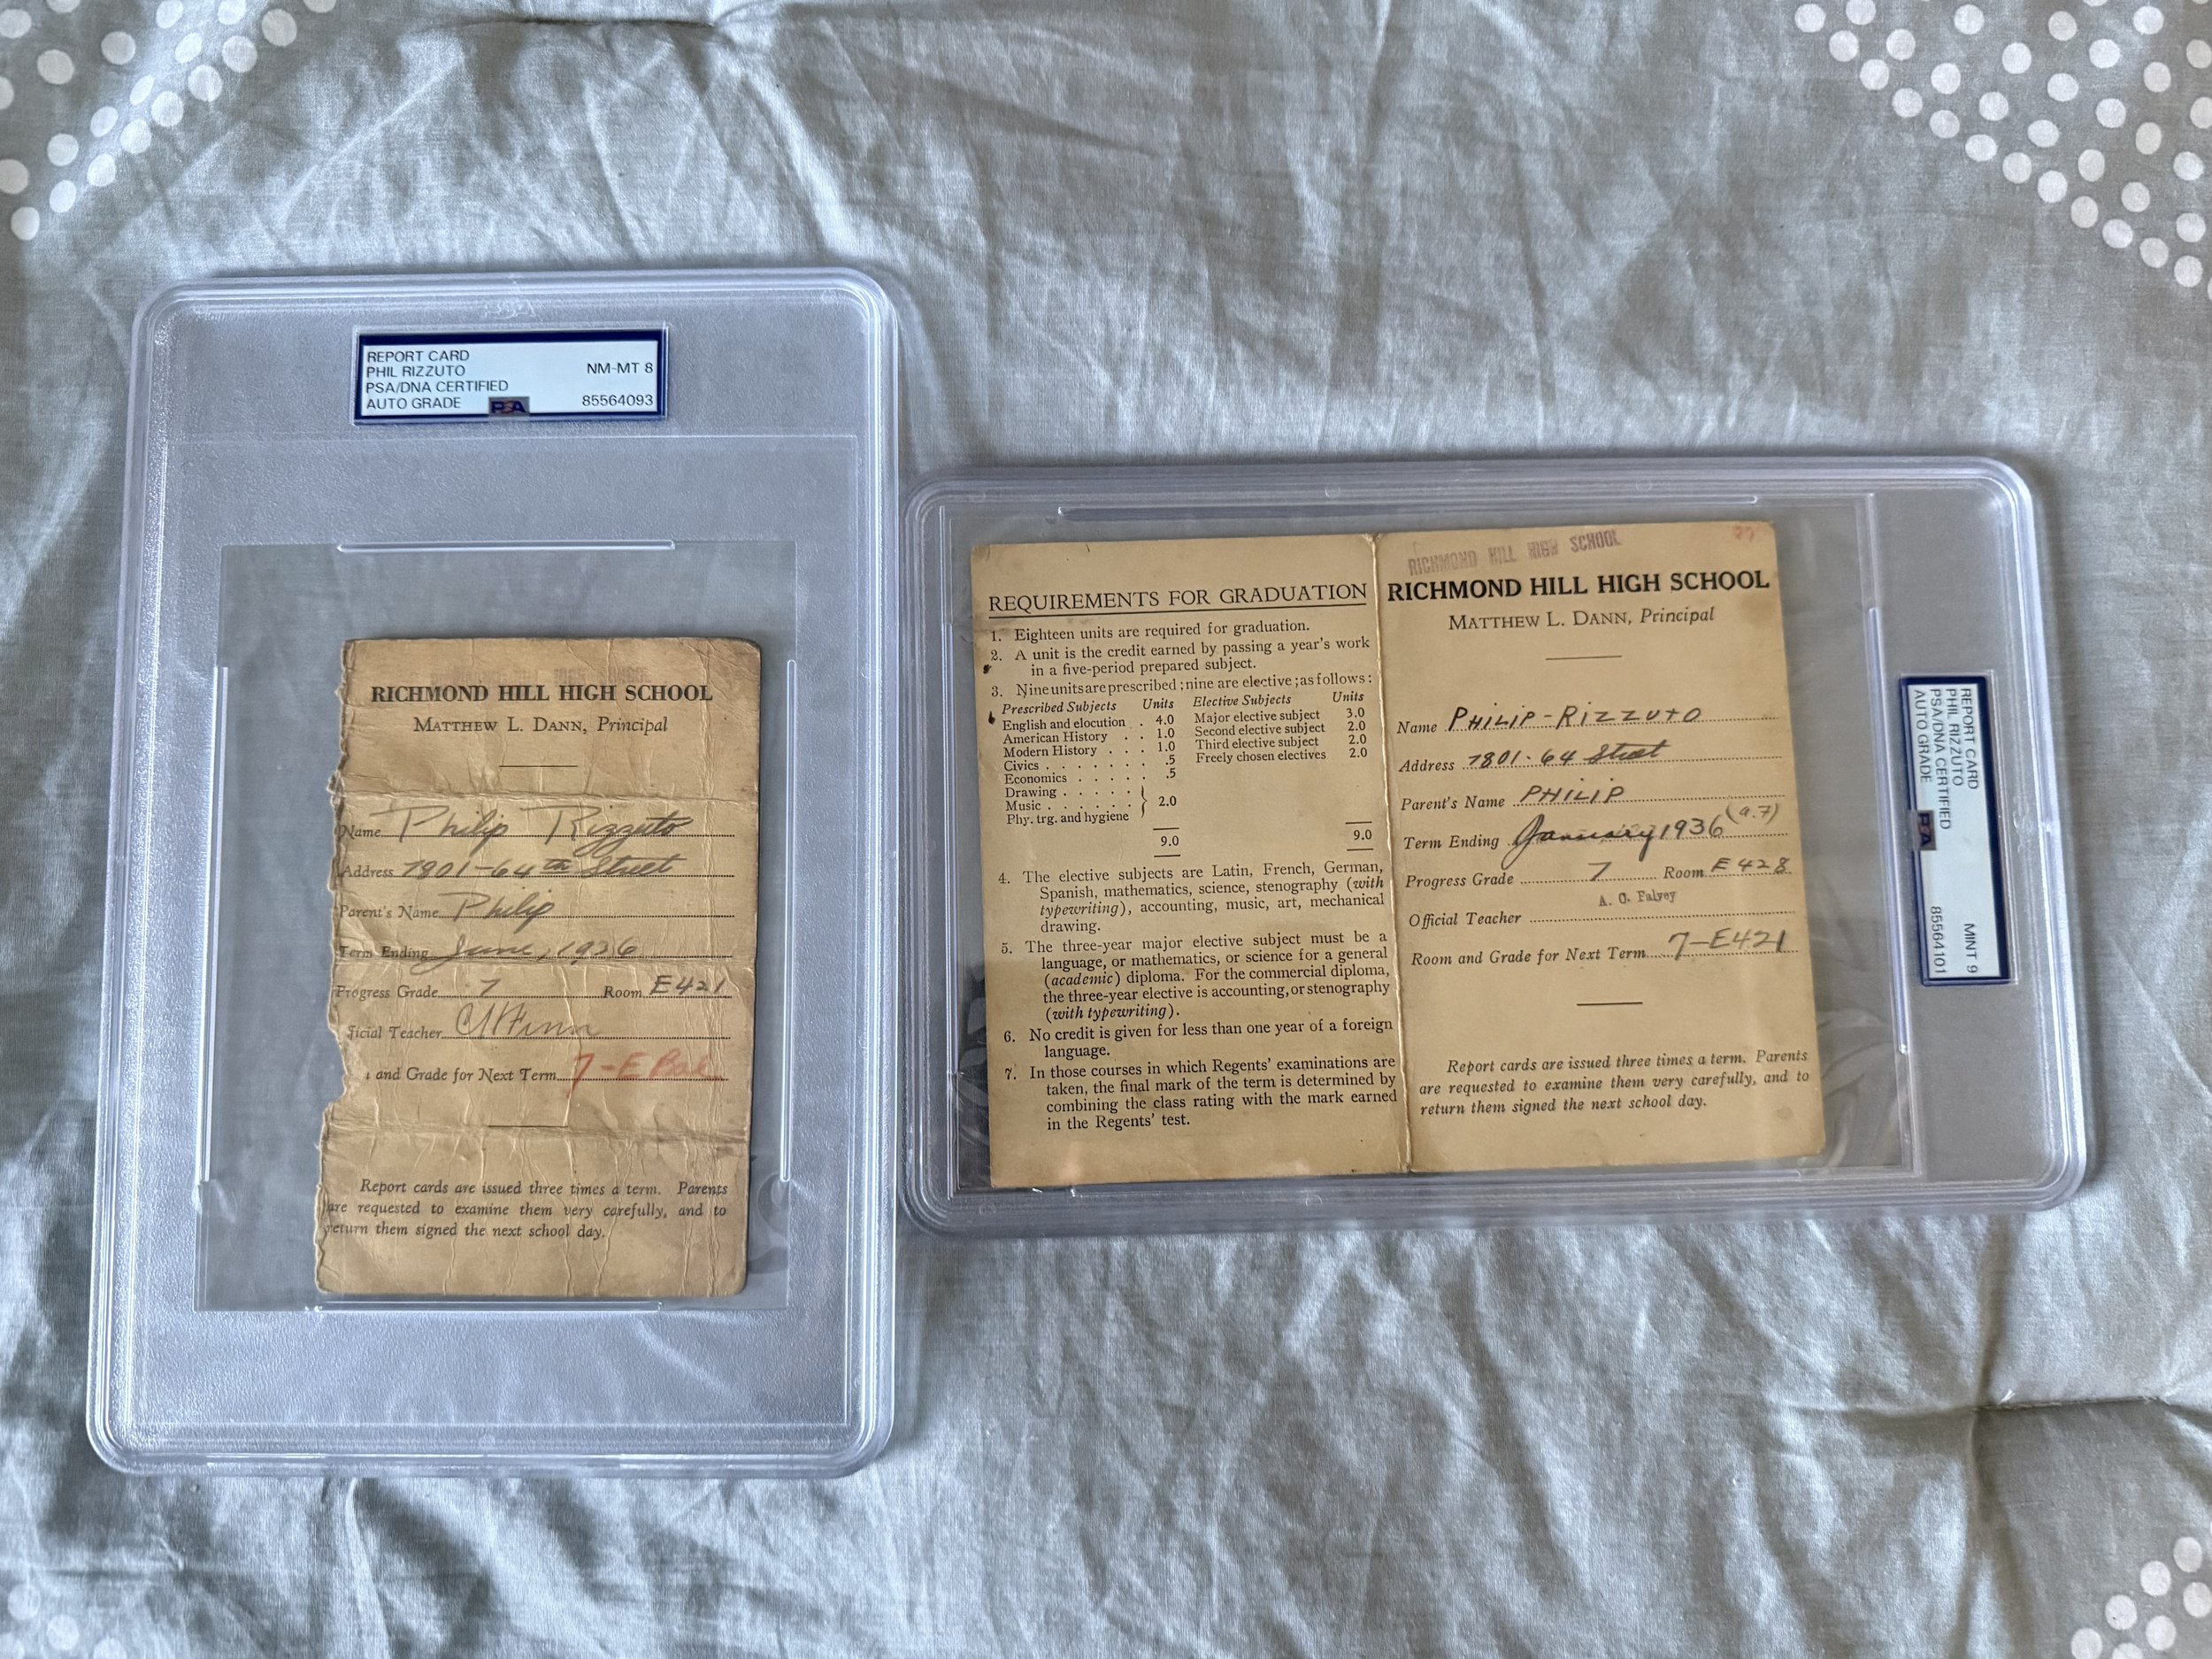 REPORT CARD
PHIL RIZZUTO NM-MT 8
PSA/DNA CERTIFIED
AUTO GRADE PSA 85564093
HIGH SCHOOL
RICHMOND HILL HIGH SCHOOL
MATTHEW L. DANN, Principal
Name Philip Rizzuto
Address 7801-64th Street
Parent's Name Philip
Term Ending June, 1936
Progress Grade 7 Room E421
ficial Teacher
and Grade for Next Term 7-E
Report cards are issued three times a term. Parents
are requested to examine them very carefully, and to
return them signed the next school day.
REQUIREMENTS FOR GRADUATION
1. Eighteen units are required for graduation.
2. A unit is the credit earned by passing a year's work
in a five-period prepared subject.
3. Nine units are prescribed; nine are elective; as follows:
Prescribed Subjects Units Elective Subjects Units
English and elocution . 4.0 Major elective subject 3.0
American History . . 1.0 Second elective subject 2.0
Modern History . . . 1.0 Third elective subject 2.0
Civics . . . . . . . .5 Freely chosen electives 2.0
Economics . . . . . .5
Drawing . . . . .
Music . . . . . . } 2.0
Phy. trg. and hygiene
9.0 9.0
4. The elective subjects are Latin, French, German,
Spanish, mathematics, science, stenography (with
typewriting), accounting, music, art, mechanical
drawing.
5. The three-year major elective subject must be a
language, or mathematics, or science for a general
(academic) diploma. For the commercial diploma,
the three-year elective is accounting, or stenography
(with typewriting).
6. No credit is given for less than one year of a foreign
language.
7. In those courses in which Regents' examinations are
taken, the final mark of the term is determined by
combining the class rating with the mark earned
in the Regents' test.
RICHMOND HILL HIGH SCHOOL
RICHMOND HILL HIGH SCHOOL
MATTHEW L. DANN, Principal
Name PHILIP-RIZZUTO
Address 7801-64 Street
Parent's Name PHILIP
Term Ending January 1936 (9.7)
Progress Grade 7 Room E428
A. C. Falvey
Official Teacher
Room and Grade for Next Term 7-E421
Report cards are issued three times a term. Parents
are requested to examine them very carefully, and to
return them signed the next school day.
REPORT CARD
PHIL RIZZUTO MINT 9
PSA/DNA CERTIFIED
AUTO GRADE PSA 85564101